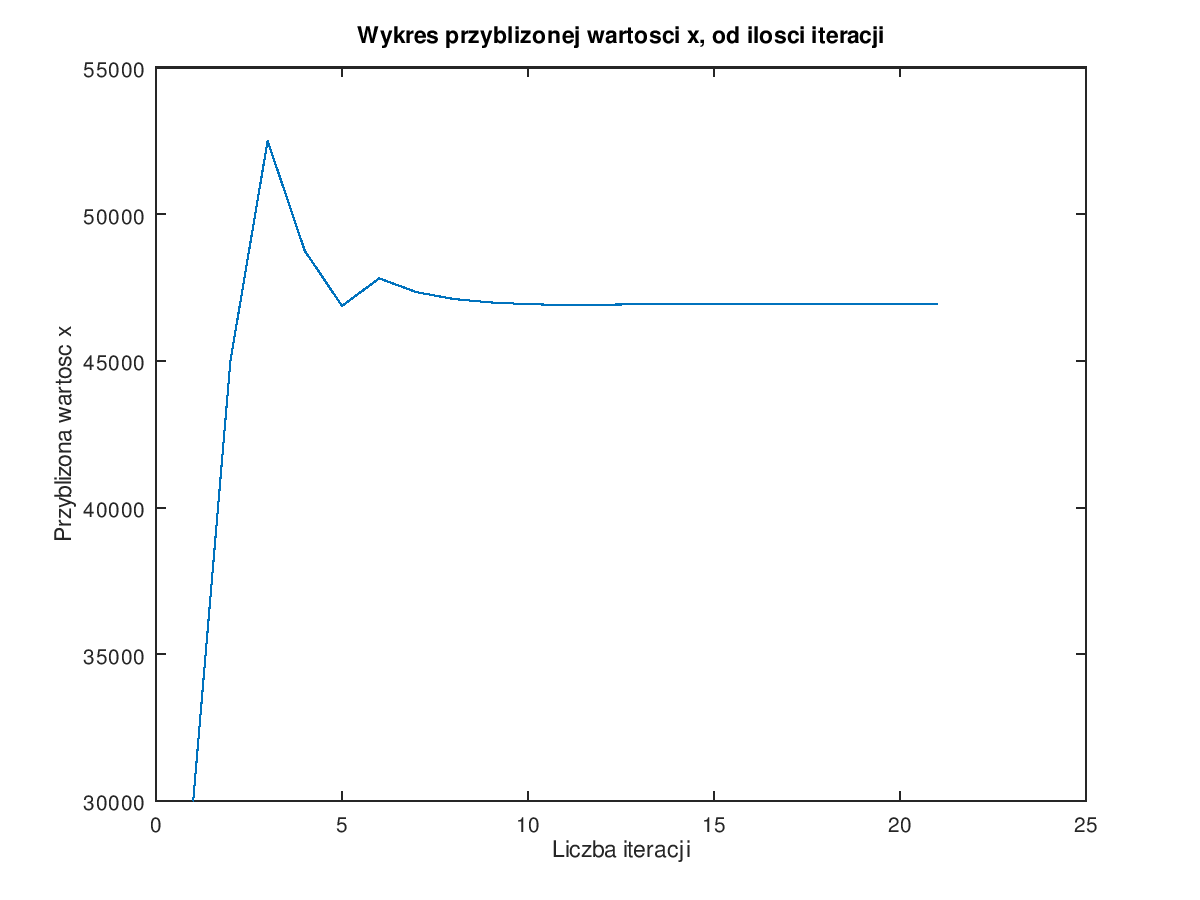 Wykres przyblizonej wartosci x, od ilosci iteracji
55000
50000
45000
40000
35000
30000
Przyblizona wartosc x
0 5 10 15 20 25
Liczba iteracji